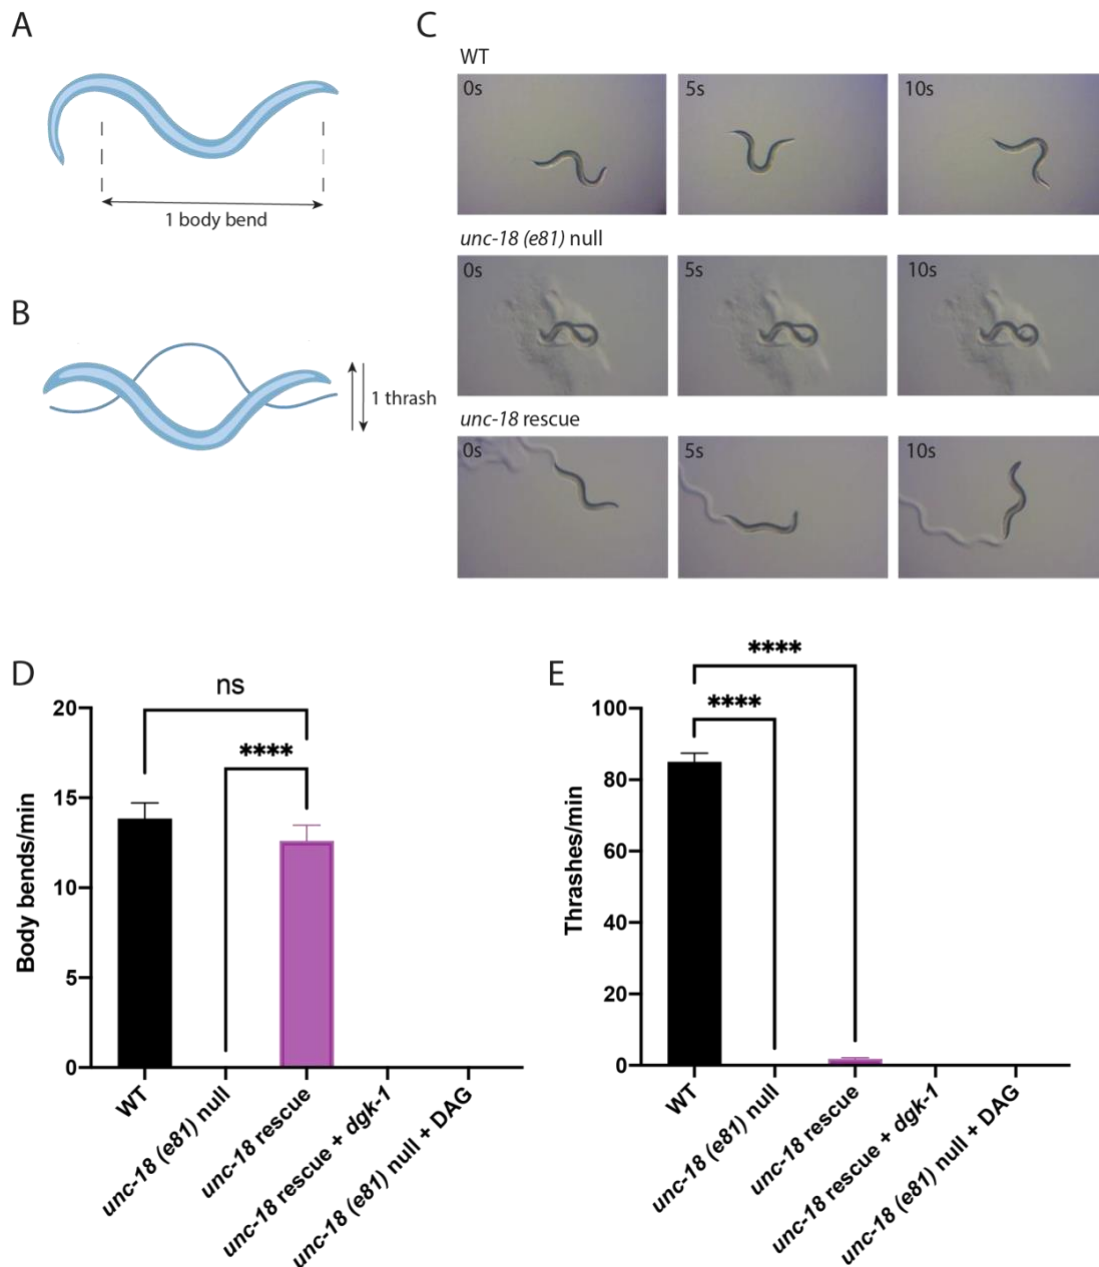 A
1 body bend
B
1 thrash
C
WT
0s
5s
10s
unc-18 (e81) null
0s
5s
10s
unc-18 rescue
0s
5s
10s
D
ns
****
20
15
10
5
0
Body bends/min
WT
unc-18 (e81) null
unc-18 rescue
unc-18 rescue + dgk-1
unc-18 (e81) null + DAG
E
****
****
100
80
60
40
20
0
Thrashes/min
WT
unc-18 (e81) null
unc-18 rescue
unc-18 rescue + dgk-1
unc-18 (e81) null + DAG